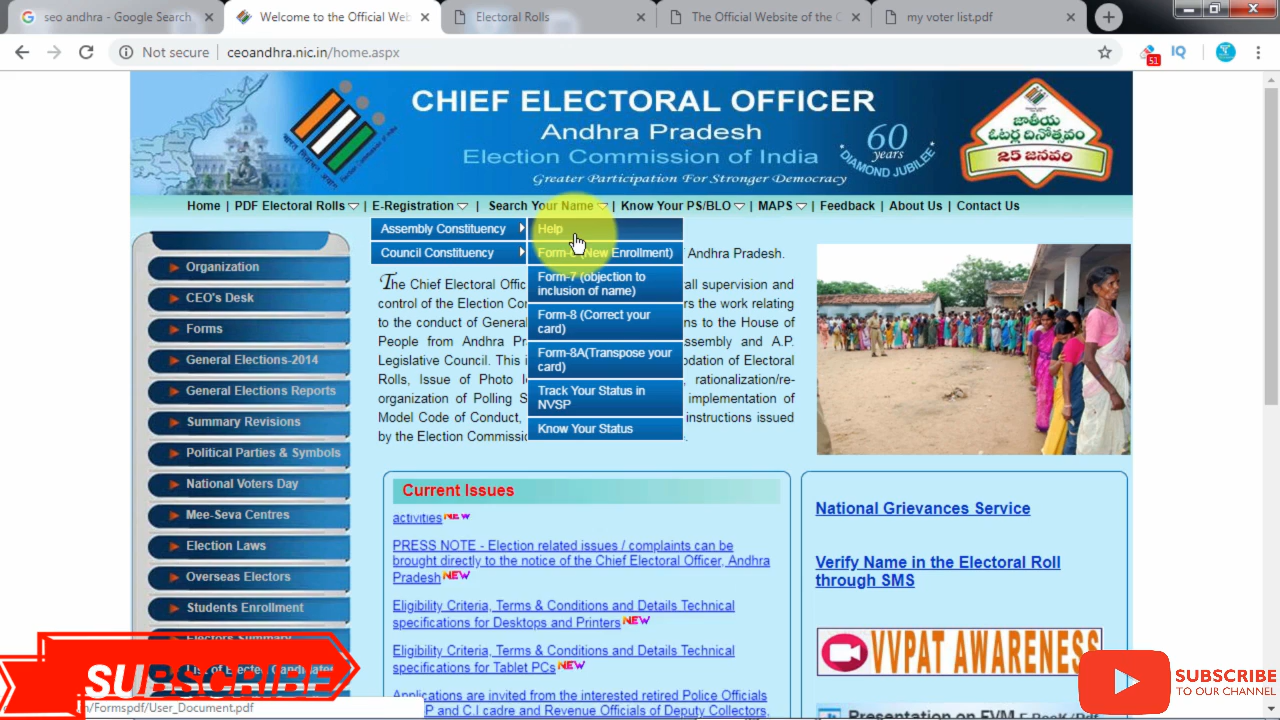 seo andhra - Google Search
Welcome to the Official Web
Electoral Rolls
The Official Website of the C
my voter list.pdf
Not secure
ceoandhra.nic.in/home.aspx
51
IQ
CHIEF ELECTORAL OFFICER
Andhra Pradesh
Election Commission of India
Greater Participation For Stronger Democracy
60
years
DIAMOND JUBILEE
జాతీయ
ఓటర్ల దినోత్సవం
25 జనవరి
Home | PDF Electoral Rolls | E-Registration | Search Your Name | Know Your PS/BLO | MAPS | Feedback | About Us | Contact Us
Assembly Constituency
Council Constituency
Help
Form-6 (New Enrollment)
Form-7 (objection to
inclusion of name)
Form-8 (Correct your
card)
Form-8A(Transpose your
card)
Track Your Status in
NVSP
Know Your Status
Organization
CEO's Desk
Forms
General Elections-2014
General Elections Reports
Summary Revisions
Political Parties & Symbols
National Voters Day
Mee-Seva Centres
Election Laws
Overseas Electors
Students Enrollment
Electors Summary
List of Elected Candidates
Andhra Pradesh.
The Chief Electoral Offic all supervision and
control of the Election Con rs the work relating
to the conduct of General ns to the House of
People from Andhra Pr ssembly and A.P.
Legislative Council. This i dation of Electoral
Rolls, Issue of Photo I , rationalization/re-
organization of Polling S implementation of
Model Code of Conduct, instructions issued
by the Election Commissio
Current Issues
activities NEW
PRESS NOTE - Election related issues / complaints can be
brought directly to the notice of the Chief Electoral Officer, Andhra
Pradesh NEW
Eligibility Criteria, Terms & Conditions and Details Technical
specifications for Desktops and Printers NEW
Eligibility Criteria, Terms & Conditions and Details Technical
specifications for Tablet PCs NEW
Applications are invited from the interested retired Police Officials
P and C.I cadre and Revenue Officials of Deputy Collectors,
National Grievances Service
Verify Name in the Electoral Roll
through SMS
VVPAT AWARENESS
Presentation on EVM E-Book/Pdf
SUBSCRIBE
SUBSCRIBE
TO OUR CHANNEL
n/Formspdf/User_Document.pdf